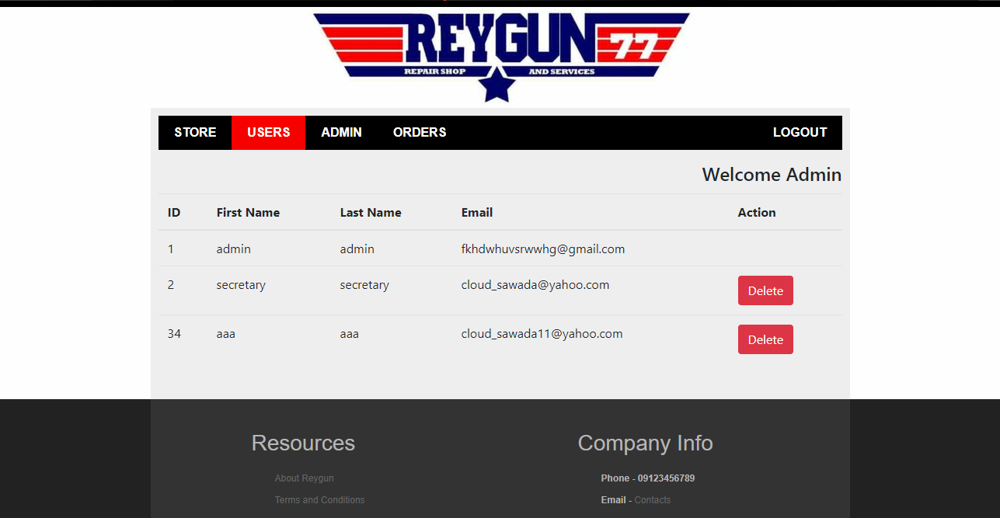 REYGUN 77
REPAIR SHOP AND SERVICES
STORE USERS ADMIN ORDERS LOGOUT
Welcome Admin
ID First Name Last Name Email Action
1 admin admin fkhdwhuvsrwwhg@gmail.com
2 secretary secretary cloud_sawada@yahoo.com Delete
34 aaa aaa cloud_sawada11@yahoo.com Delete
Resources Company Info
About Reygun Phone - 09123456789
Terms and Conditions Email - Contacts